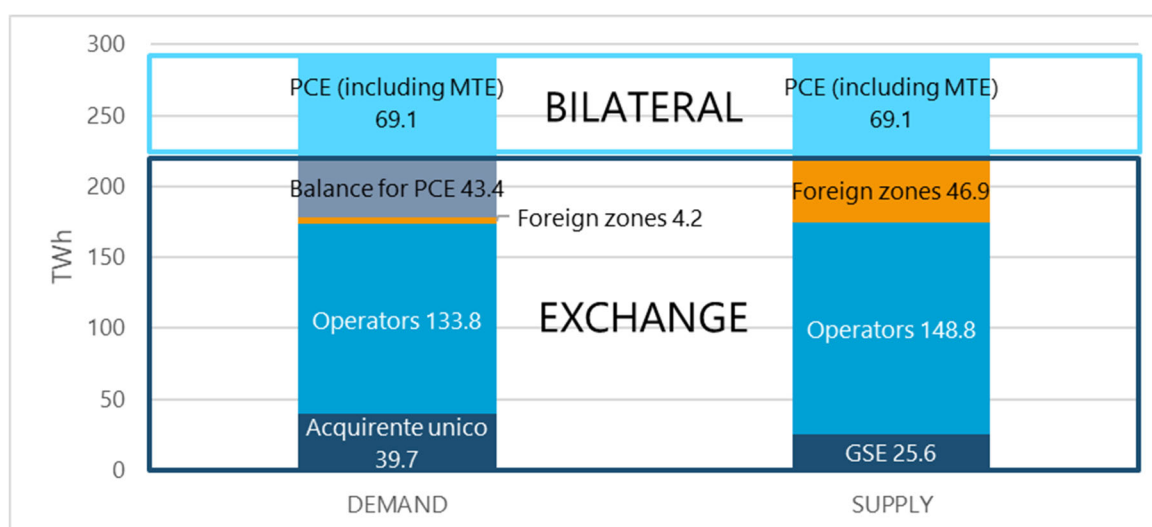 300
250
200
150
100
50
0
TWh
PCE (including MTE)
69.1
BILATERAL
PCE (including MTE)
69.1
Balance for PCE 43.4
Foreign zones 46.9
Foreign zones 4.2
Operators 133.8
EXCHANGE
Operators 148.8
Acquirente unico
39.7
GSE 25.6
DEMAND
SUPPLY